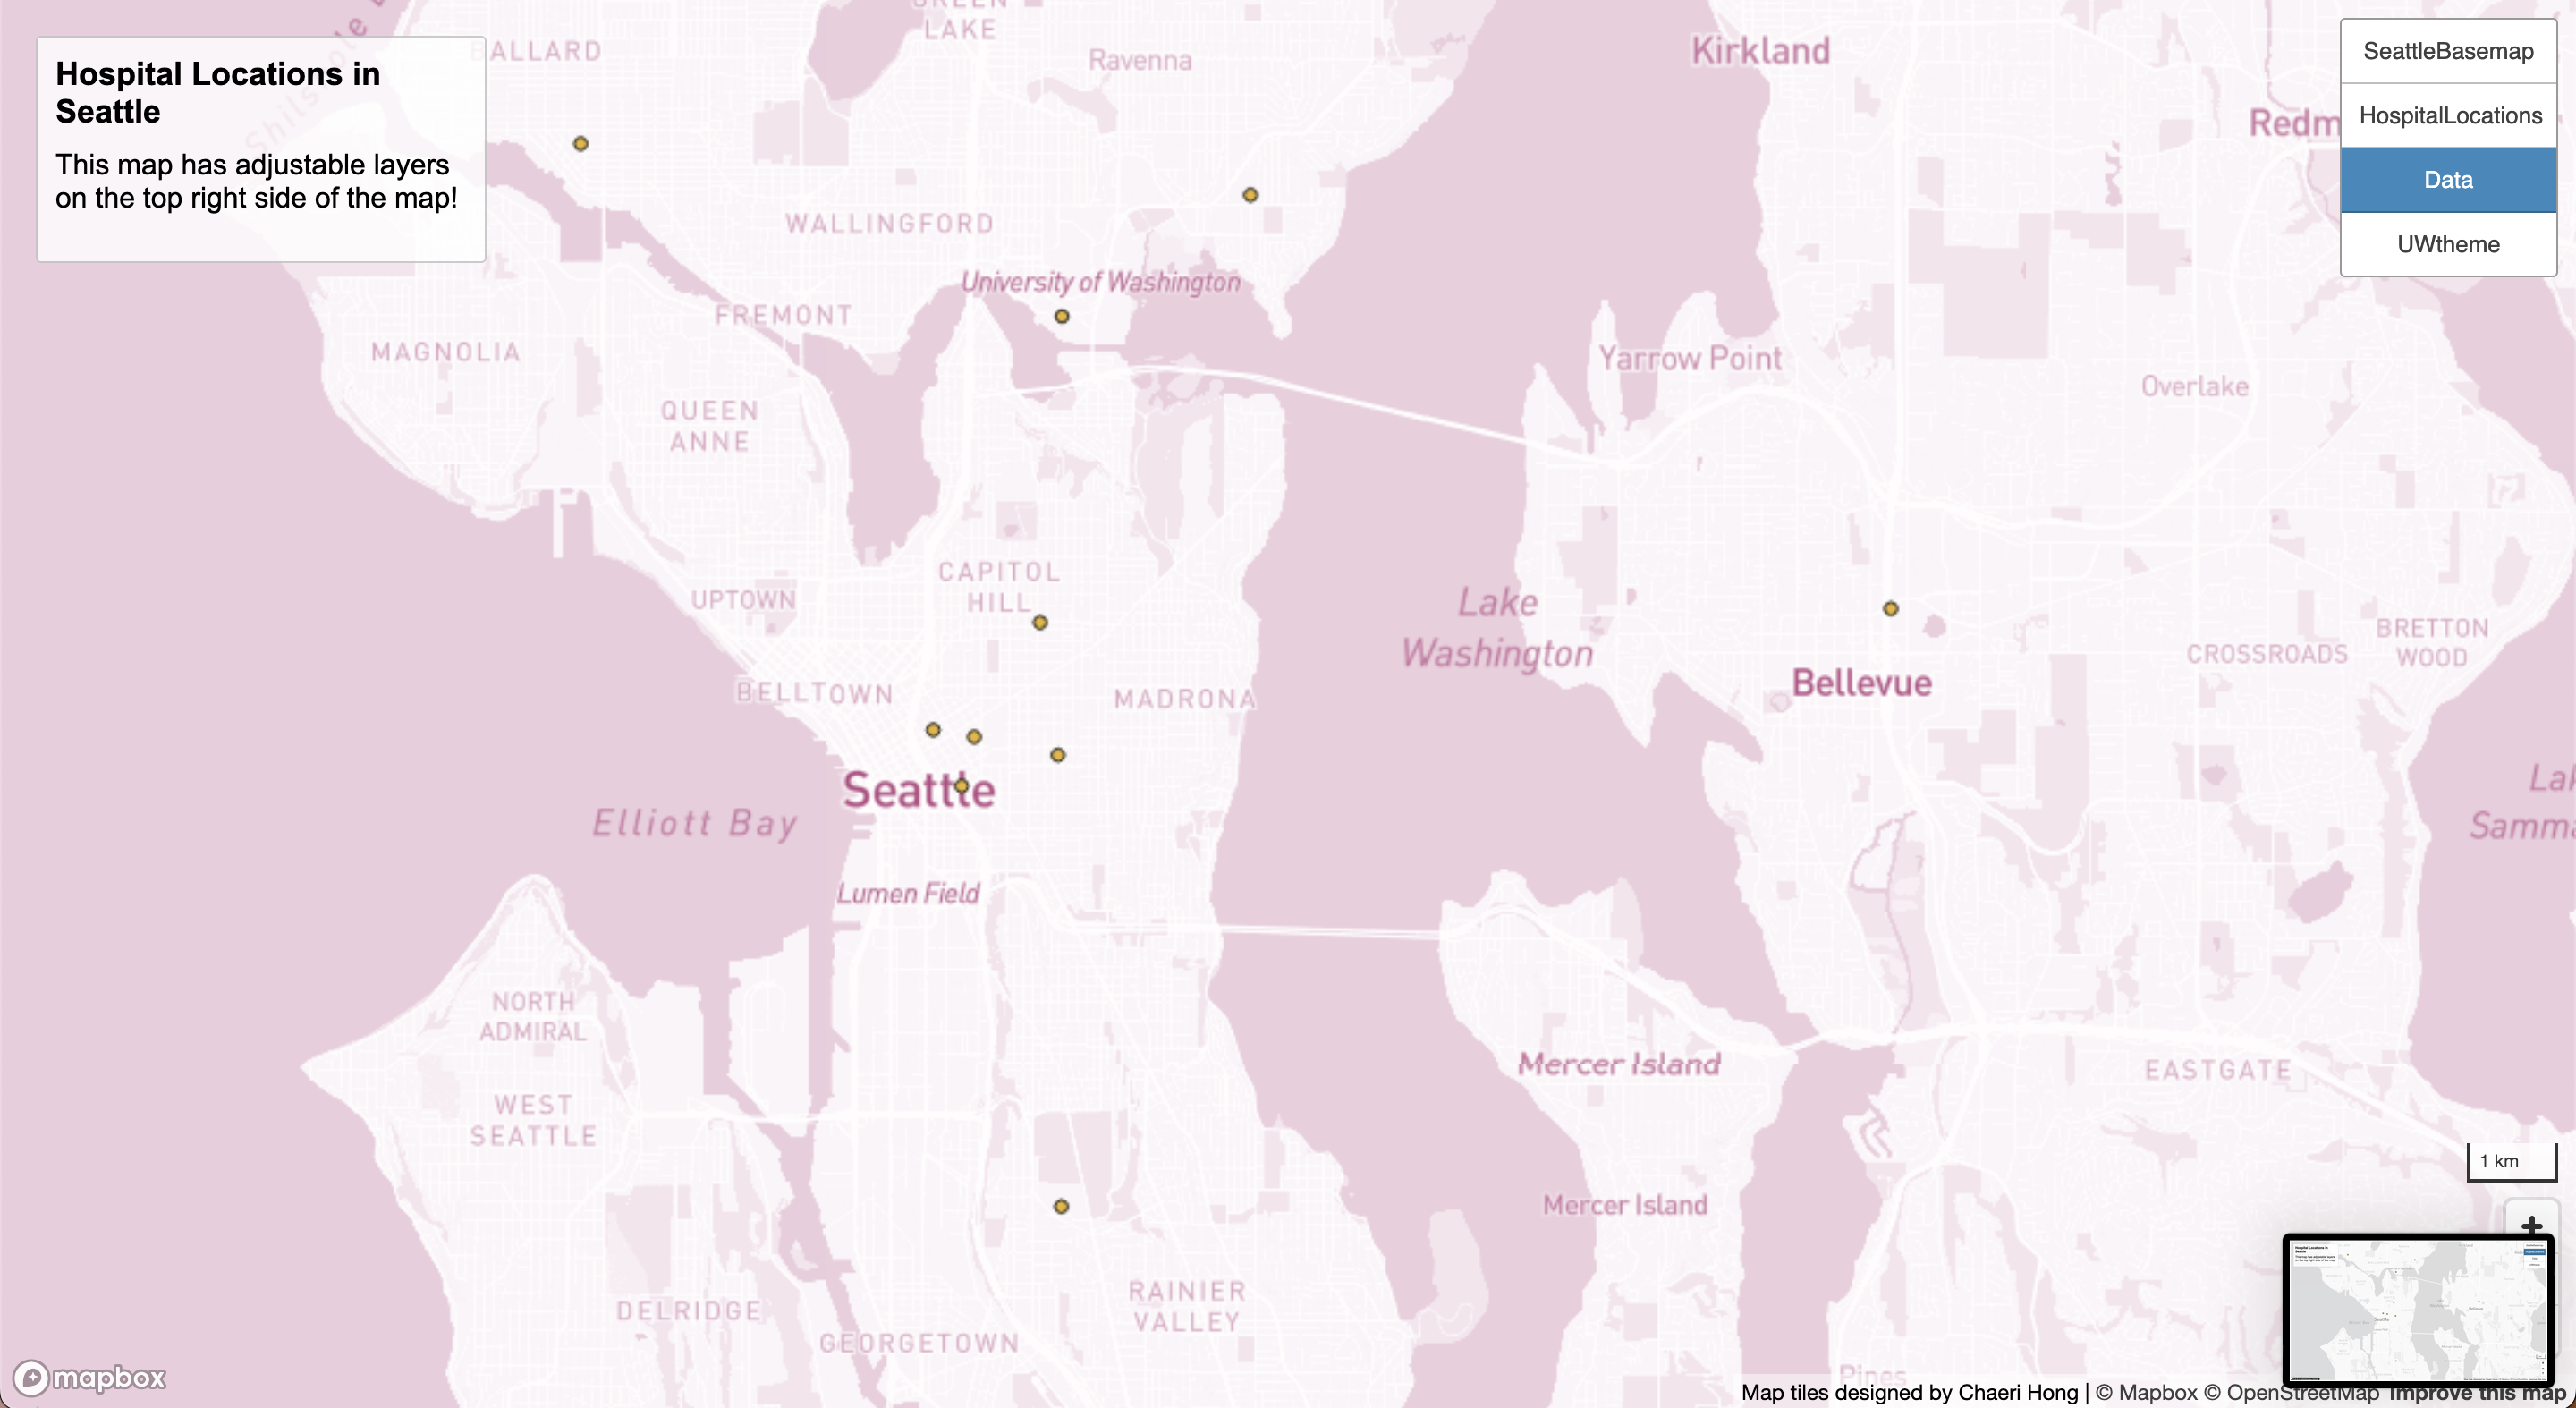 Hospital Locations in
Seattle
This map has adjustable layers
on the top right side of the map!
SeattleBasemap
HospitalLocations
Data
UWtheme
LAKE
BALLARD
Ravenna
Kirkland
Redm
WALLINGFORD
University of Washington
FREMONT
MAGNOLIA
Yarrow Point
Overlake
QUEEN
ANNE
CAPITOL
HILL
UPTOWN
Lake
Washington
BRETTON
WOOD
CROSSROADS
BELLTOWN
MADRONA
Bellevue
Seattle
Elliott Bay
Lak
Samma
Lumen Field
NORTH
ADMIRAL
Mercer Island
EASTGATE
WEST
SEATTLE
1 km
Mercer Island
+
RAINIER
VALLEY
DELRIDGE
GEORGETOWN
Pines
mapbox
Map tiles designed by Chaeri Hong | © Mapbox © OpenStreetMap Improve this map